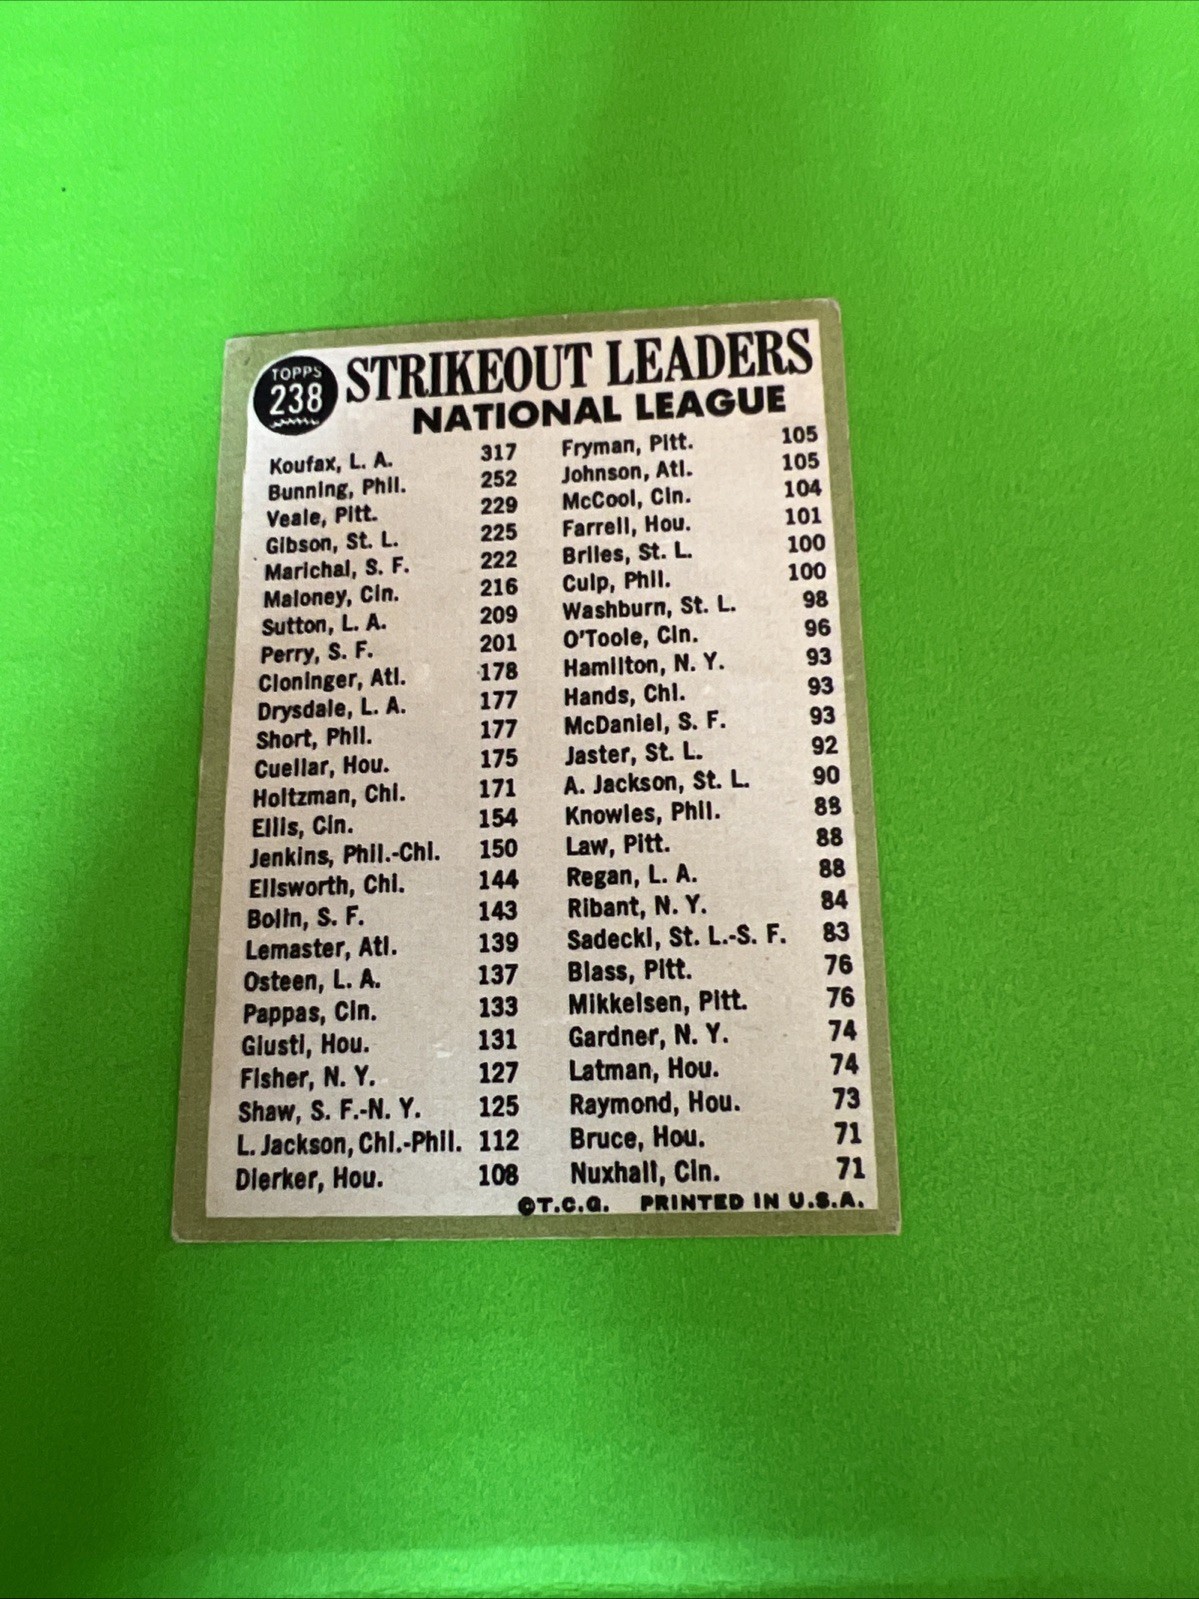 TOPPS
238
STRIKEOUT LEADERS
NATIONAL LEAGUE
Koufax, L. A. 317
Bunning, Phil. 252
Veale, Pitt. 229
Gibson, St. L. 225
Marichal, S. F. 222
Maloney, Cin. 216
Sutton, L. A. 209
Perry, S. F. 201
Cloninger, Atl. 178
Drysdale, L. A. 177
Short, Phil. 177
Cuellar, Hou. 175
Holtzman, Chi. 171
Ellis, Cin. 154
Jenkins, Phil.-Chi. 150
Ellsworth, Chi. 144
Bolin, S. F. 143
Lemaster, Atl. 139
Osteen, L. A. 137
Pappas, Cin. 133
Giusti, Hou. 131
Fisher, N. Y. 127
Shaw, S. F.-N. Y. 125
L. Jackson, Chi.-Phil. 112
Dierker, Hou. 108
Fryman, Pitt. 105
Johnson, Atl. 105
McCool, Cin. 104
Farrell, Hou. 101
Briles, St. L. 100
Culp, Phil. 100
Washburn, St. L. 98
O'Toole, Cin. 96
Hamilton, N. Y. 93
Hands, Chi. 93
McDaniel, S. F. 93
Jaster, St. L. 92
A. Jackson, St. L. 90
Knowles, Phil. 88
Law, Pitt. 88
Regan, L. A. 88
Ribant, N. Y. 84
Sadecki, St. L.-S. F. 83
Blass, Pitt. 76
Mikkelsen, Pitt. 76
Gardner, N. Y. 74
Latman, Hou. 74
Raymond, Hou. 73
Bruce, Hou. 71
Nuxhall, Cin. 71
©T.C.G. PRINTED IN U.S.A.